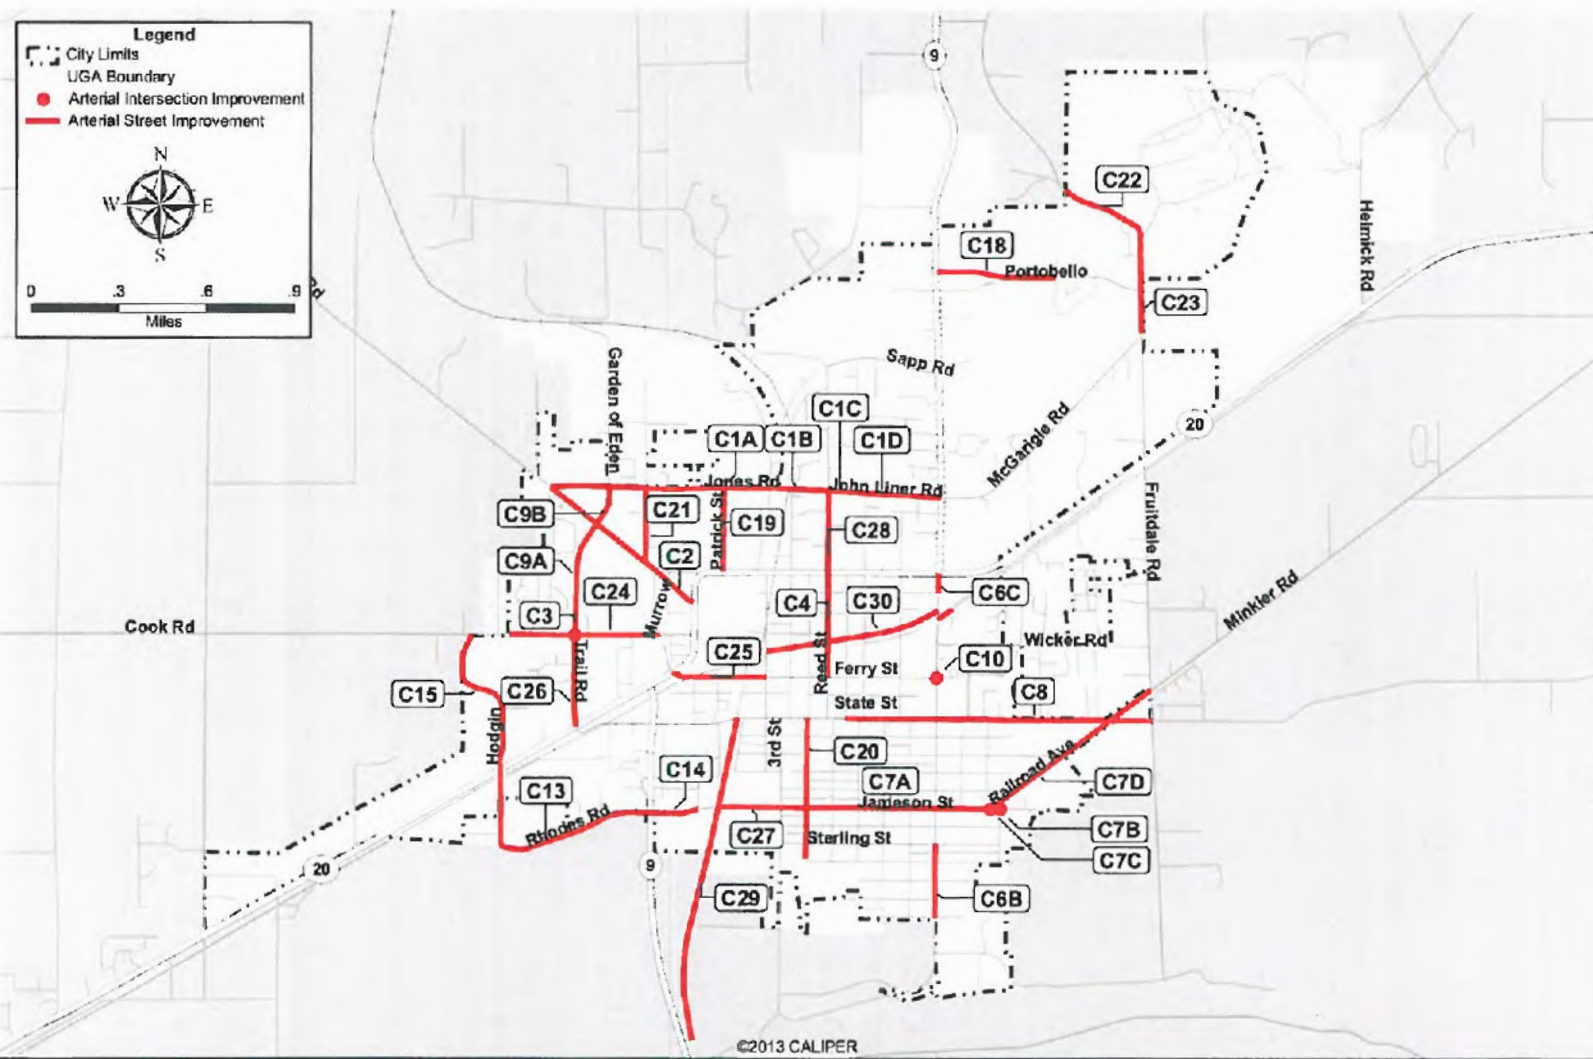 Legend
City Limits
UGA Boundary
Arterial Intersection Improvement
Arterial Street Improvement
N
W E
S
0 .3 .6 .9
Miles
Rd
9
C22
Helmick Rd
C18
Portobello
C23
Sapp Rd
Garden of Eden
C1C
C1A C1B C1D
20
McGarigle Rd
Jones Rd John Liner Rd
C9B
C21
Patrick St
C19
C28
Fruitdale Rd
C2
C9A
C24
C6C
C4
C30
Minkler Rd
C3
Murrow
Cook Rd
Wicker Rd
Trail Rd
C25
Reed St
Ferry St
C10
C15
C26
State St
C8
Hodgin
3rd St
C20
C14
C7A
Railroad Ave
C7D
C13
Jameson St
Rhodes Rd
C27
Sterling St
C7B
C7C
20
9
C29
C6B
©2013 CALIPER